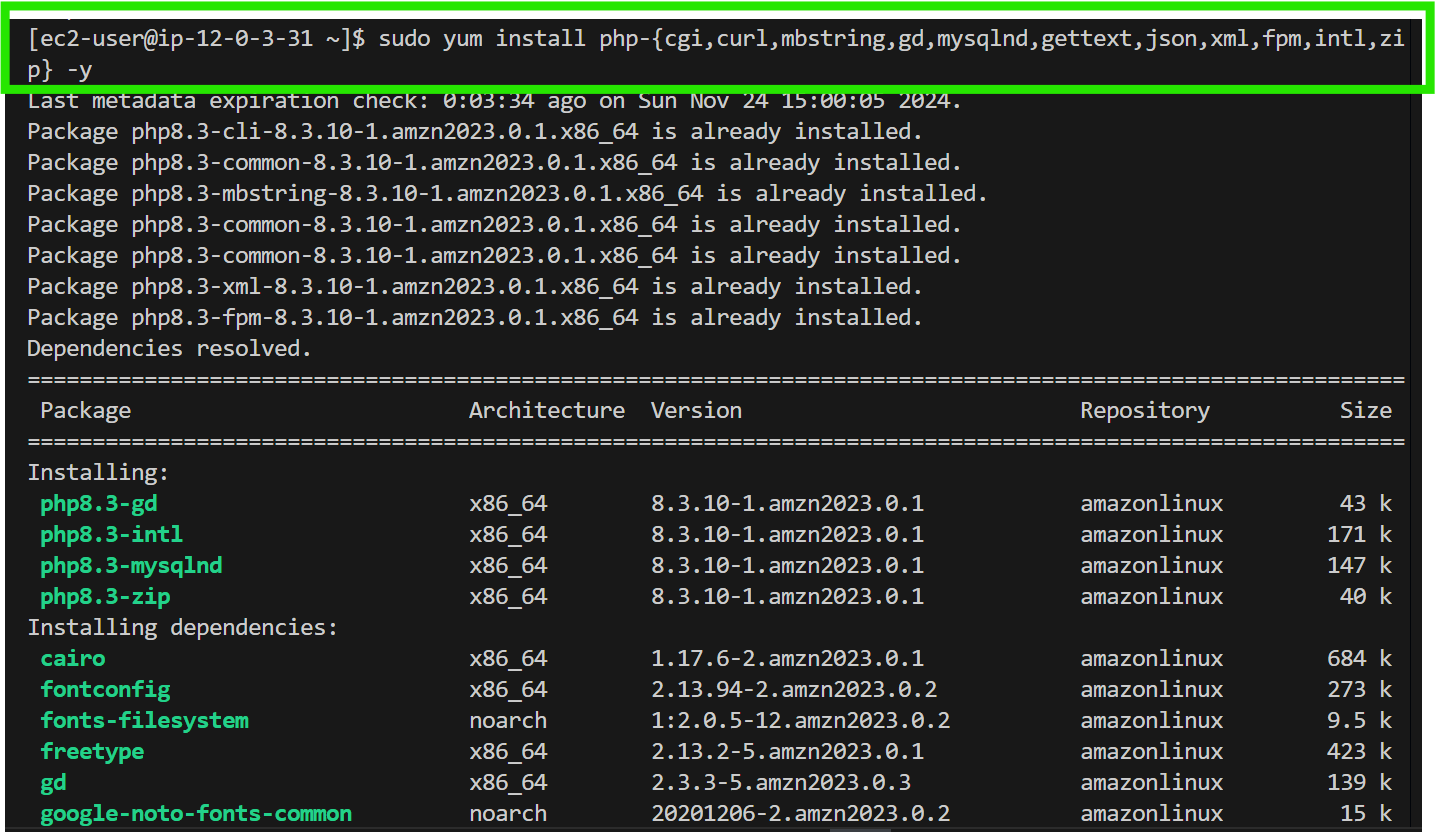 [ec2-user@ip-12-0-3-31 ~]$ sudo yum install php-{cgi,curl,mbstring,gd,mysqlnd,gettext,json,xml,fpm,intl,zi
p} -y
Last metadata expiration check: 0:03:34 ago on Sun Nov 24 15:00:05 2024.
Package php8.3-cli-8.3.10-1.amzn2023.0.1.x86_64 is already installed.
Package php8.3-common-8.3.10-1.amzn2023.0.1.x86_64 is already installed.
Package php8.3-mbstring-8.3.10-1.amzn2023.0.1.x86_64 is already installed.
Package php8.3-common-8.3.10-1.amzn2023.0.1.x86_64 is already installed.
Package php8.3-common-8.3.10-1.amzn2023.0.1.x86_64 is already installed.
Package php8.3-xml-8.3.10-1.amzn2023.0.1.x86_64 is already installed.
Package php8.3-fpm-8.3.10-1.amzn2023.0.1.x86_64 is already installed.
Dependencies resolved.
==========================================================================================================
Package Architecture Version Repository Size
==========================================================================================================
Installing:
php8.3-gd x86_64 8.3.10-1.amzn2023.0.1 amazonlinux 43 k
php8.3-intl x86_64 8.3.10-1.amzn2023.0.1 amazonlinux 171 k
php8.3-mysqlnd x86_64 8.3.10-1.amzn2023.0.1 amazonlinux 147 k
php8.3-zip x86_64 8.3.10-1.amzn2023.0.1 amazonlinux 40 k
Installing dependencies:
cairo x86_64 1.17.6-2.amzn2023.0.1 amazonlinux 684 k
fontconfig x86_64 2.13.94-2.amzn2023.0.2 amazonlinux 273 k
fonts-filesystem noarch 1:2.0.5-12.amzn2023.0.2 amazonlinux 9.5 k
freetype x86_64 2.13.2-5.amzn2023.0.1 amazonlinux 423 k
gd x86_64 2.3.3-5.amzn2023.0.3 amazonlinux 139 k
google-noto-fonts-common noarch 20201206-2.amzn2023.0.2 amazonlinux 15 k